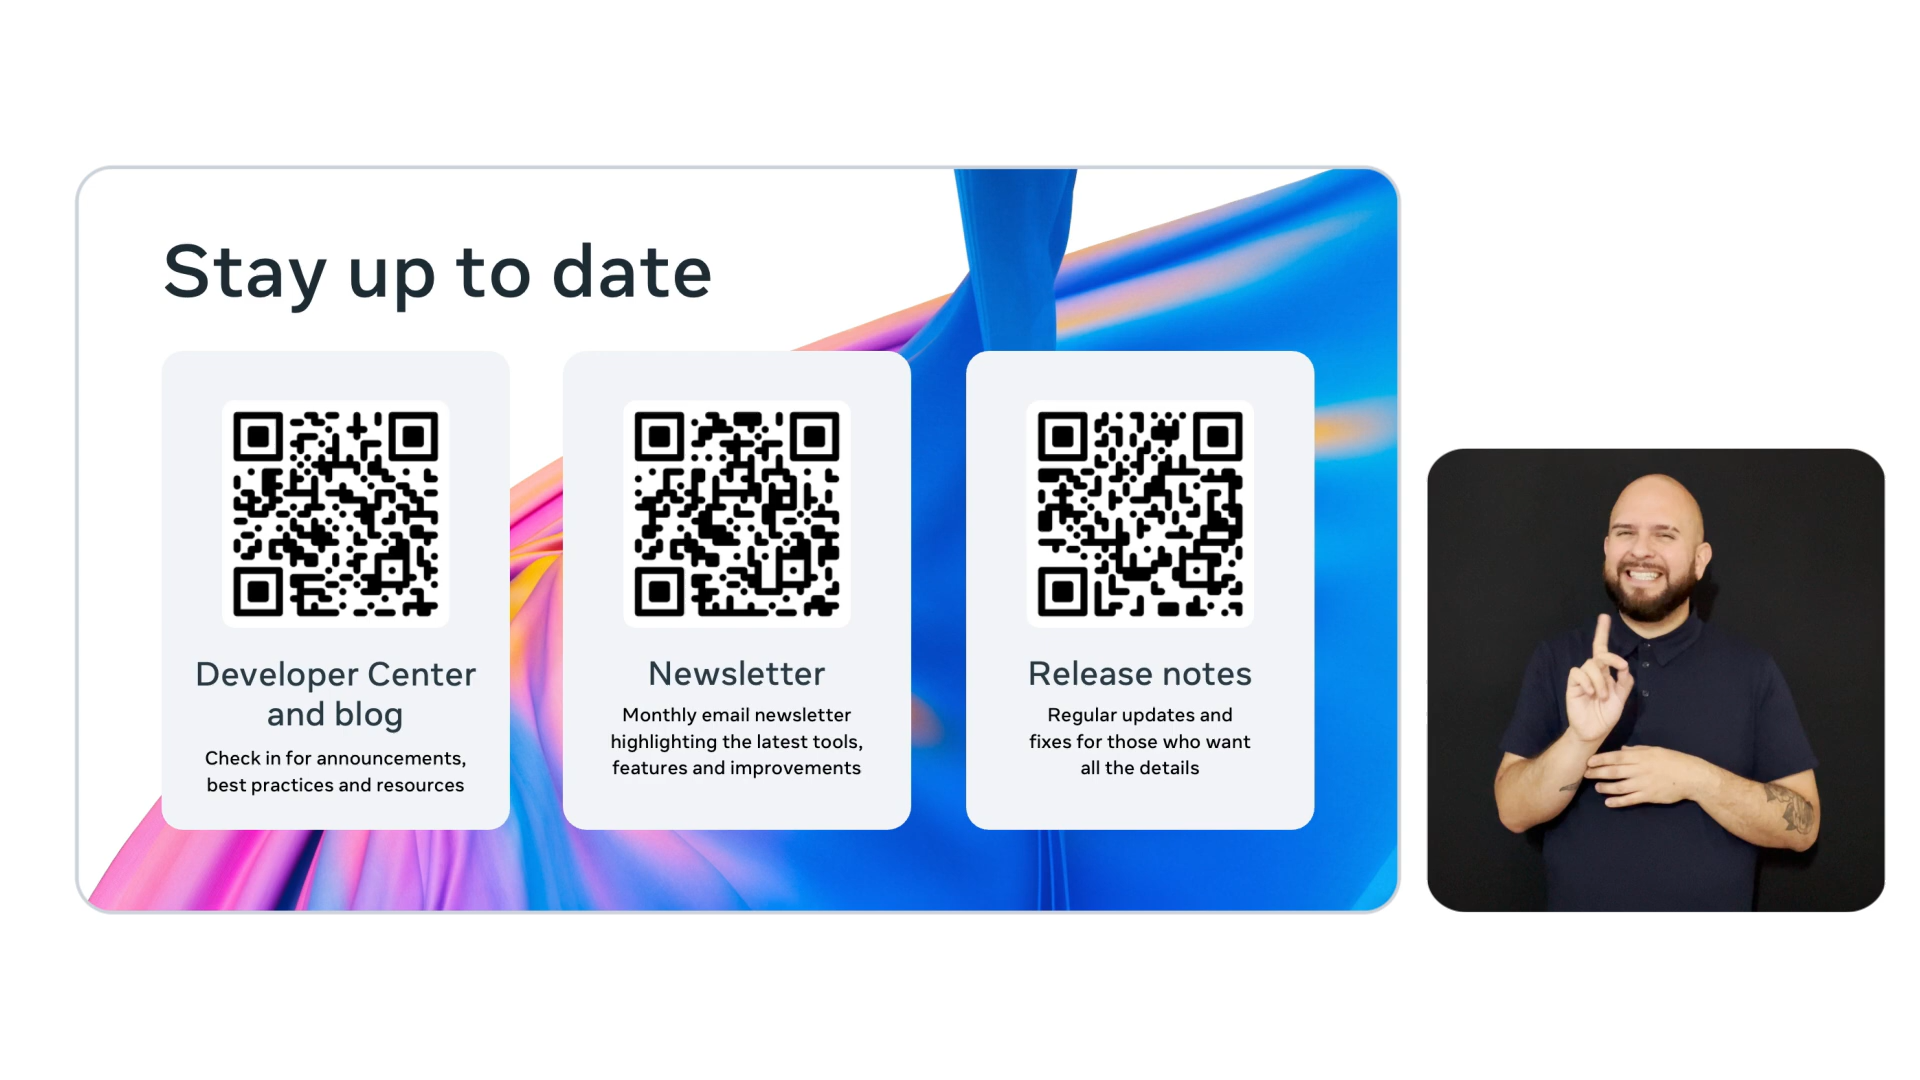 Stay up to date
Developer Center
and blog
Check in for announcements,
best practices and resources
Newsletter
Monthly email newsletter
highlighting the latest tools,
features and improvements
Release notes
Regular updates and
fixes for those who want
all the details